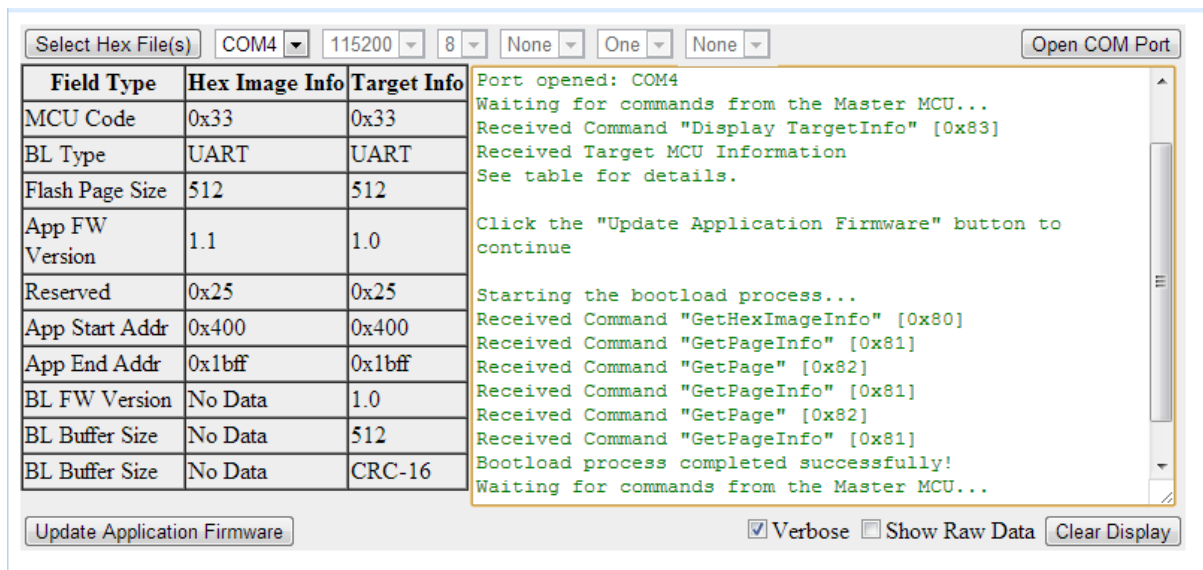 Select Hex File(s) COM4 115200 8 None One None Open COM Port
Field Type Hex Image Info Target Info
MCU Code 0x33 0x33
BL Type UART UART
Flash Page Size 512 512
App FW
Version 1.1 1.0
Reserved 0x25 0x25
App Start Addr 0x400 0x400
App End Addr 0x1bff 0x1bff
BL FW Version No Data 1.0
BL Buffer Size No Data 512
BL Buffer Size No Data CRC-16
Port opened: COM4
Waiting for commands from the Master MCU...
Received Command "Display TargetInfo" [0x83]
Received Target MCU Information
See table for details.
Click the "Update Application Firmware" button to
continue
Starting the bootload process...
Received Command "GetHexImageInfo" [0x80]
Received Command "GetPageInfo" [0x81]
Received Command "GetPage" [0x82]
Received Command "GetPageInfo" [0x81]
Received Command "GetPage" [0x82]
Received Command "GetPageInfo" [0x81]
Bootload process completed successfully!
Waiting for commands from the Master MCU...
Update Application Firmware Verbose Show Raw Data Clear Display